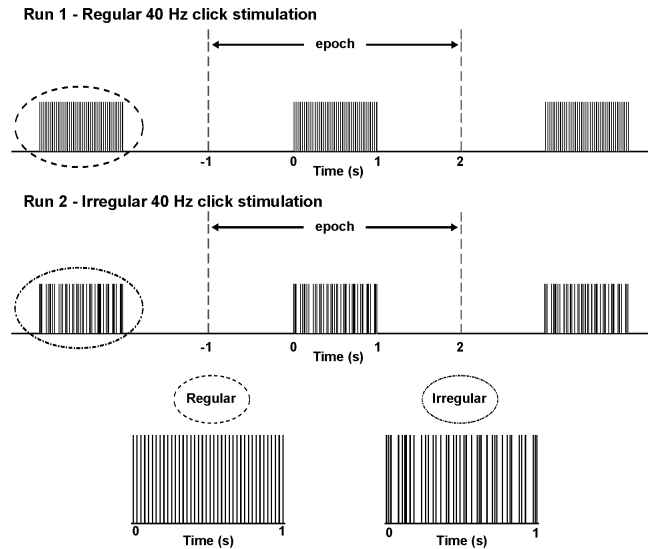 Run 1 - Regular 40 Hz click stimulation
epoch
-1 0 1 2
Time (s)
Run 2 - Irregular 40 Hz click stimulation
epoch
-1 0 1 2
Time (s)
Regular Irregular
0 1 0 1
Time (s) Time (s)